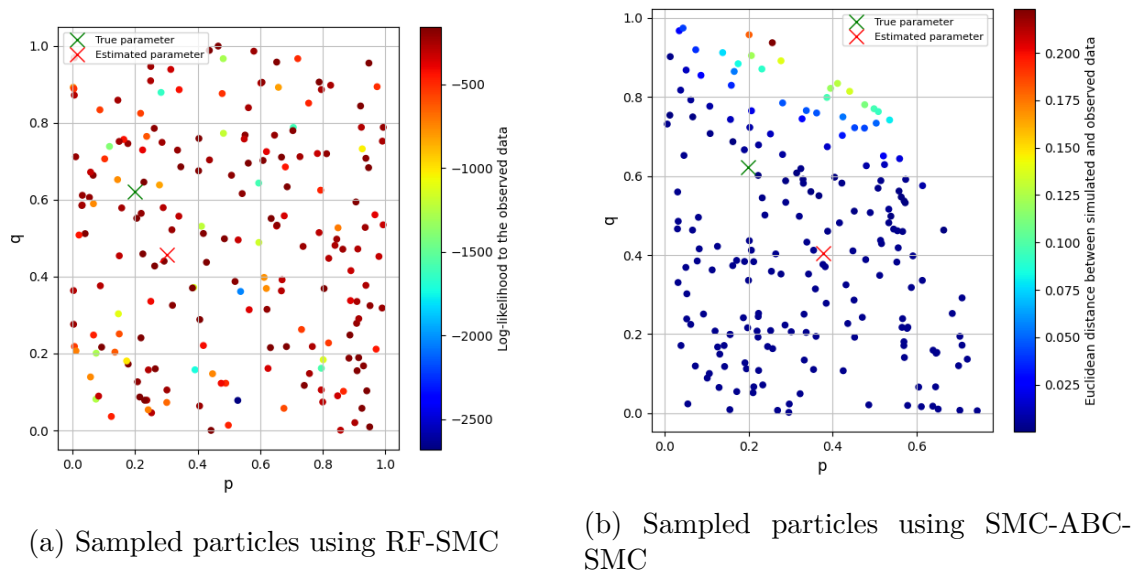 True parameter
Estimated parameter
1.0
0.8
0.6
0.4
0.2
0.0
q
0.0 0.2 0.4 0.6 0.8 1.0
p
−500
−1000
−1500
−2000
−2500
Log-likelihood to the observed data
(a) Sampled particles using RF-SMC
True parameter
Estimated parameter
1.0
0.8
0.6
0.4
0.2
0.0
q
0.0 0.2 0.4 0.6
p
0.200
0.175
0.150
0.125
0.100
0.075
0.050
0.025
Euclidean distance between simulated and observed data
(b) Sampled particles using SMC-ABC-
SMC